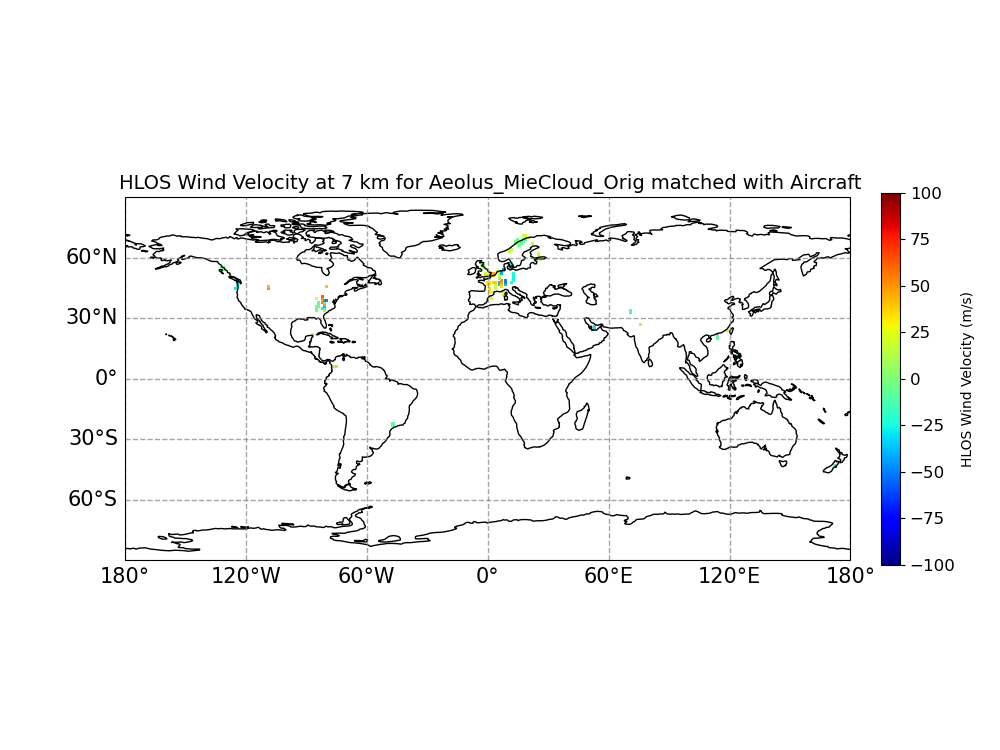 HLOS Wind Velocity at 7 km for Aeolus_MieCloud_Orig matched with Aircraft
60°N
30°N
0°
30°S
60°S
180°
120°W
60°W
0°
60°E
120°E
180°
100
75
50
25
0
−25
−50
−75
−100
HLOS Wind Velocity (m/s)